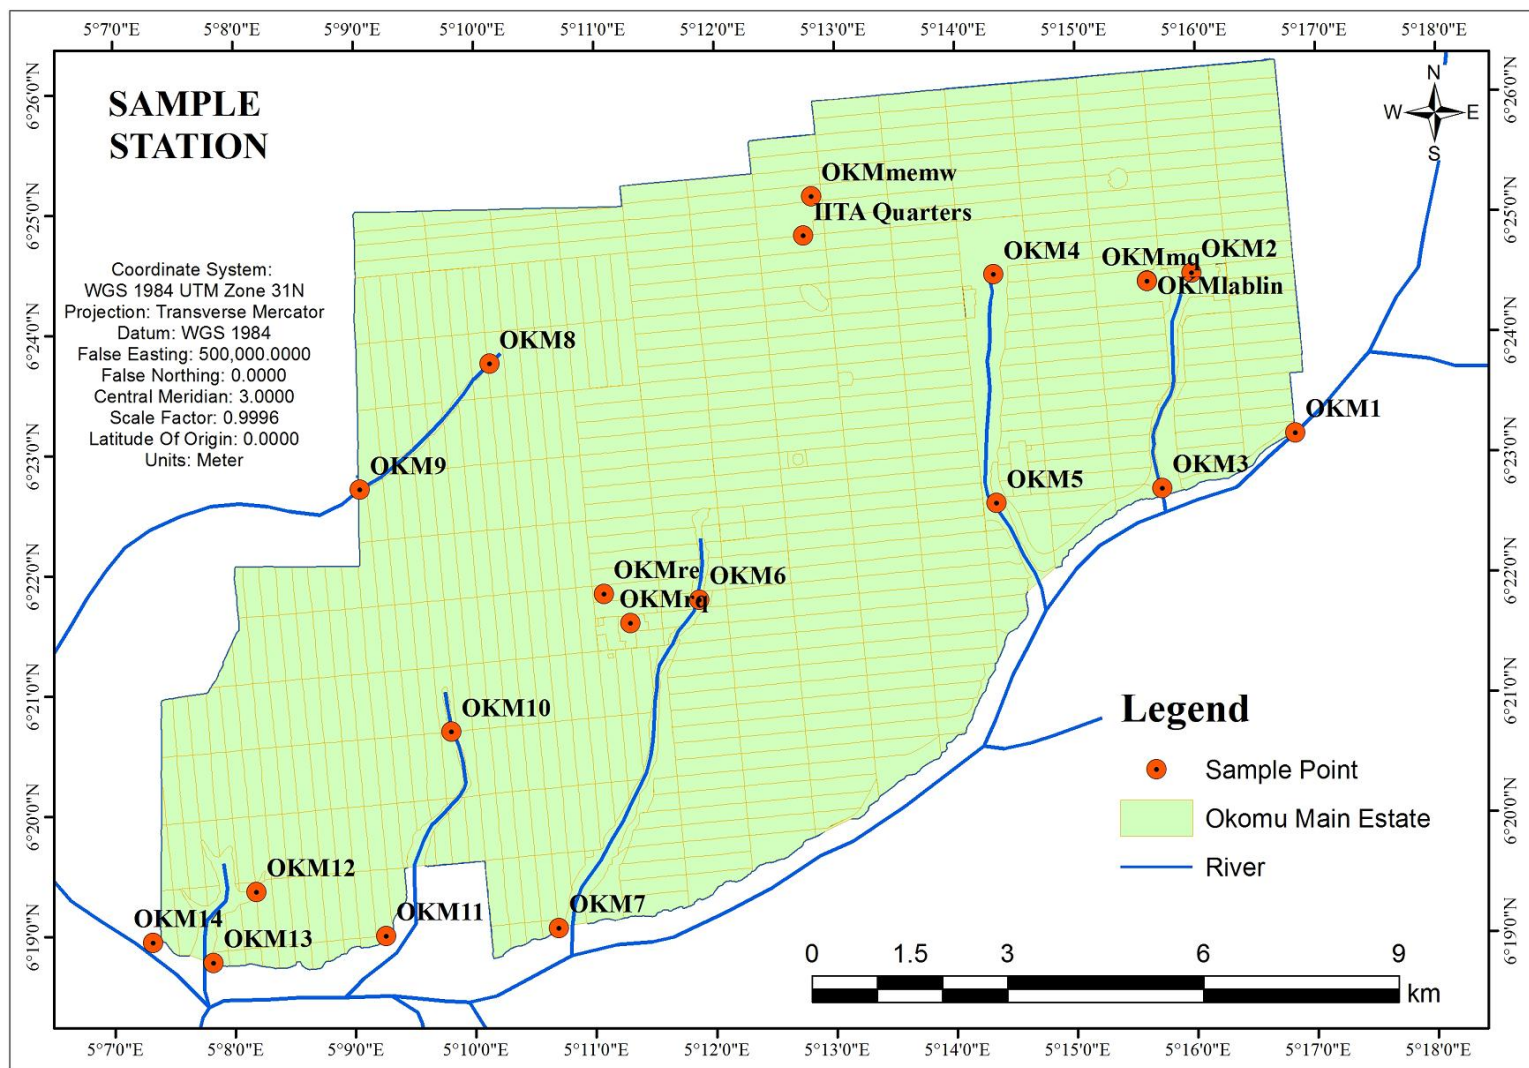 5°7'0"E 5°8'0"E 5°9'0"E 5°10'0"E 5°11'0"E 5°12'0"E 5°13'0"E 5°14'0"E 5°15'0"E 5°16'0"E 5°17'0"E 5°18'0"E
6°26'0"N 6°26'0"N
6°25'0"N 6°25'0"N
6°24'0"N 6°24'0"N
6°23'0"N 6°23'0"N
6°22'0"N 6°22'0"N
6°21'0"N 6°21'0"N
6°20'0"N 6°20'0"N
6°19'0"N 6°19'0"N
SAMPLE
STATION
N
W E
S
Coordinate System:
WGS 1984 UTM Zone 31N
Projection: Transverse Mercator
Datum: WGS 1984
False Easting: 500,000.0000
False Northing: 0.0000
Central Meridian: 3.0000
Scale Factor: 0.9996
Latitude Of Origin: 0.0000
Units: Meter
OKMmemw
IITA Quarters
OKM4
OKMmq
OKM2
OKMlablin
OKM8
OKM1
OKM9
OKM5
OKM3
OKMre
OKM6
OKMrq
OKM10
OKM12
OKM14
OKM13
OKM11
OKM7
Legend
Sample Point
Okomu Main Estate
River
0 1.5 3 6 9
km
5°7'0"E 5°8'0"E 5°9'0"E 5°10'0"E 5°11'0"E 5°12'0"E 5°13'0"E 5°14'0"E 5°15'0"E 5°16'0"E 5°17'0"E 5°18'0"E